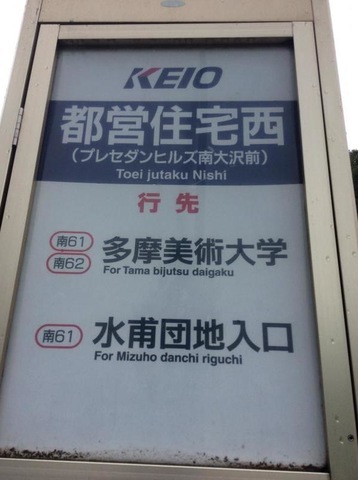 KEIO
都営住宅西
(プレセダンヒルズ南大沢前)
Toei jutaku Nishi
行先
南61
南62
多摩美術大学
For Tama bijutsu daigaku
南61
水甫団地入口
For Mizuho danchi riguchi